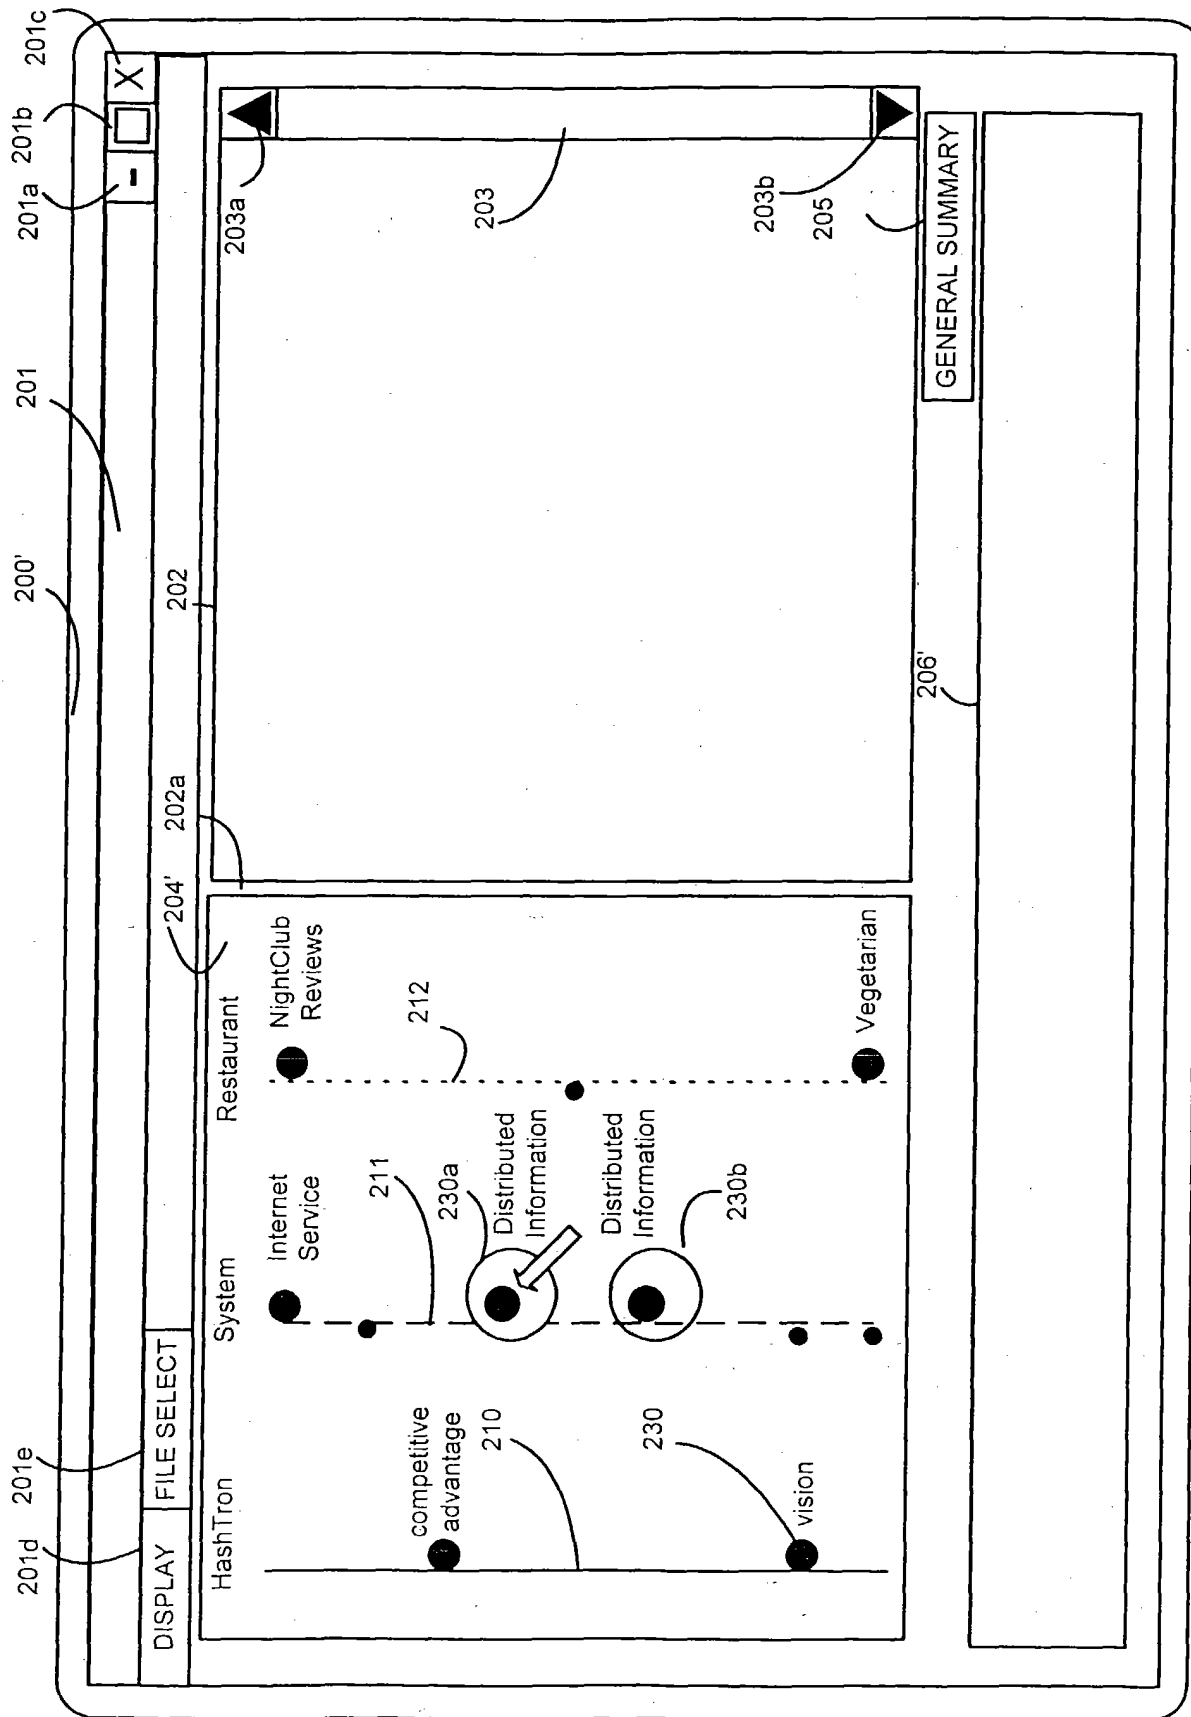 200'
201
201a
201b
201c
201d
201e
DISPLAY
FILE SELECT
204'
202a
202
HashTron
System
Restaurant
competitive
advantage
210
230
vision
Internet
Service
211
230a
Distributed
Information
Distributed
Information
230b
NightClub
Reviews
212
Vegetarian
203a
203
203b
205
GENERAL SUMMARY
206'